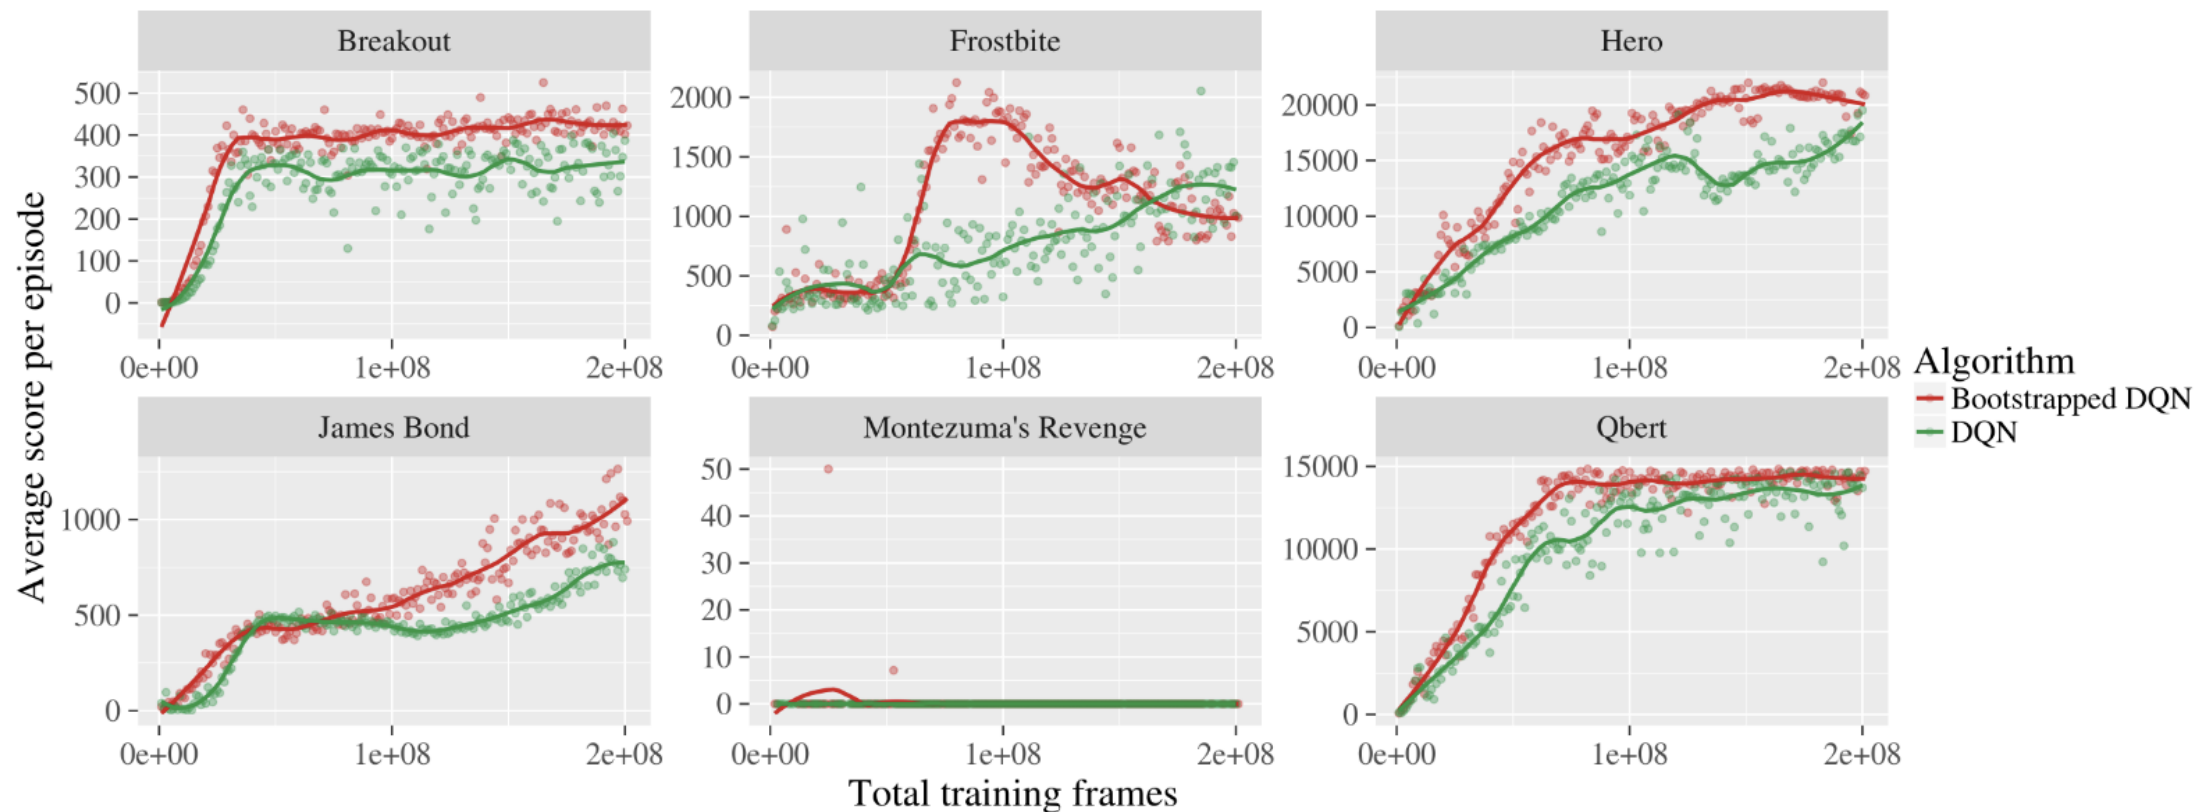 Breakout
Frostbite
Hero
Average score per episode
500
400
300
200
100
0
0e+00 1e+08 2e+08
2000
1500
1000
500
0
0e+00 1e+08 2e+08
20000
15000
10000
5000
0
0e+00 1e+08 2e+08
Algorithm
Bootstrapped DQN
DQN
James Bond
Montezuma's Revenge
Qbert
1000
500
0
0e+00 1e+08 2e+08
50
40
30
20
10
0
0e+00 1e+08 2e+08
15000
10000
5000
0
0e+00 1e+08 2e+08
Total training frames